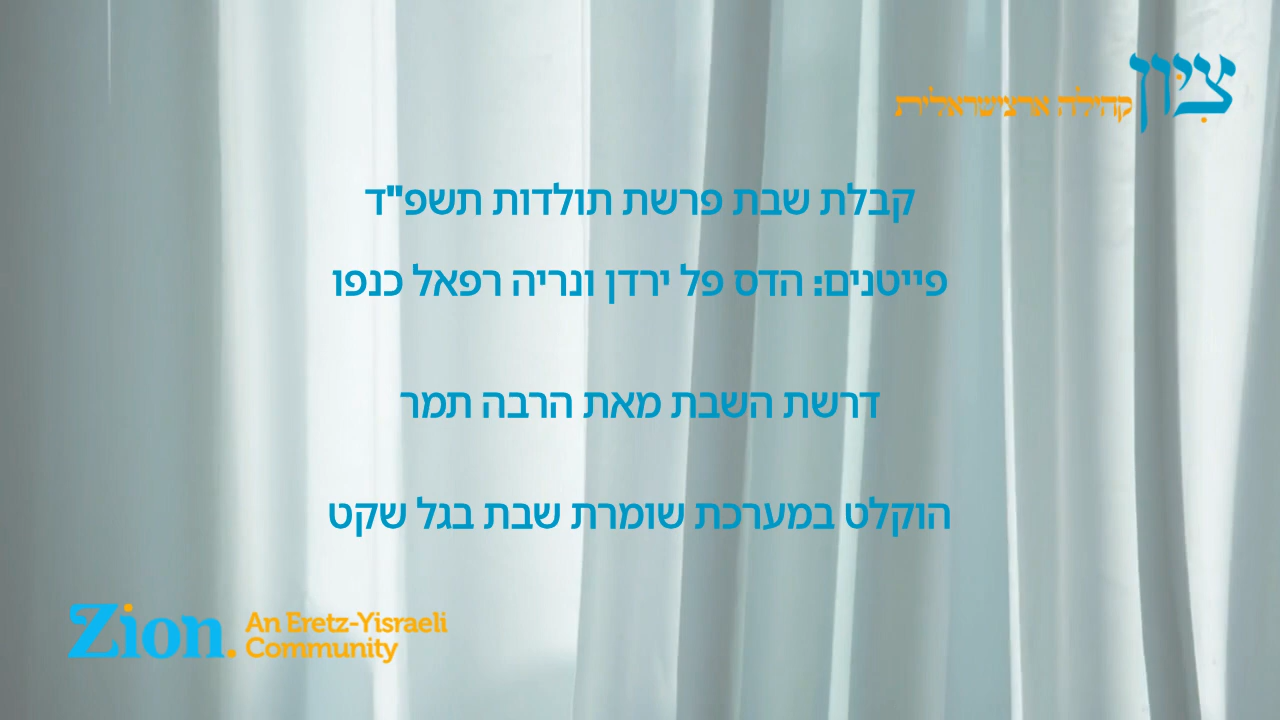 ציון קהילה ארצישראלית
קבלת שבת פרשת תולדות תשפ"ד
פייטנים: הדס פל ירדן ונריה רפאל כנפו
דרשת השבת מאת הרבה תמר
הוקלט במערכת שומרת שבת בגל שקט
Zion. An Eretz-Yisraeli
Community